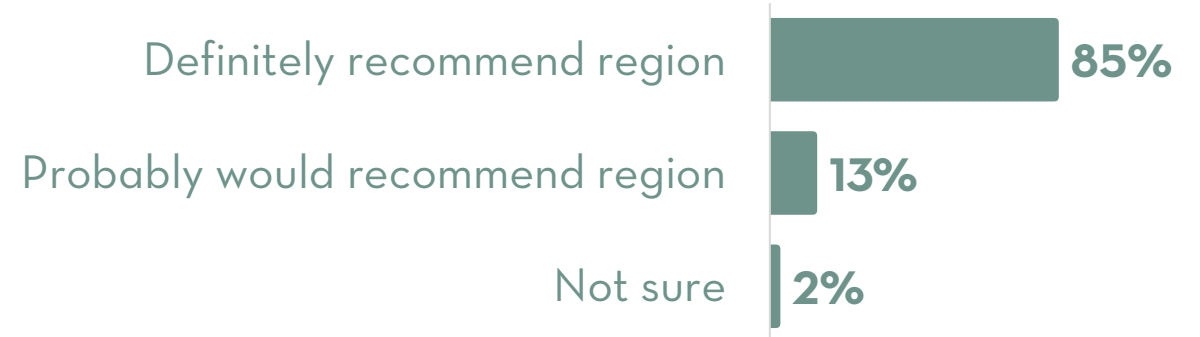 Definitely recommend region 85%
Probably would recommend region 13%
Not sure 2%